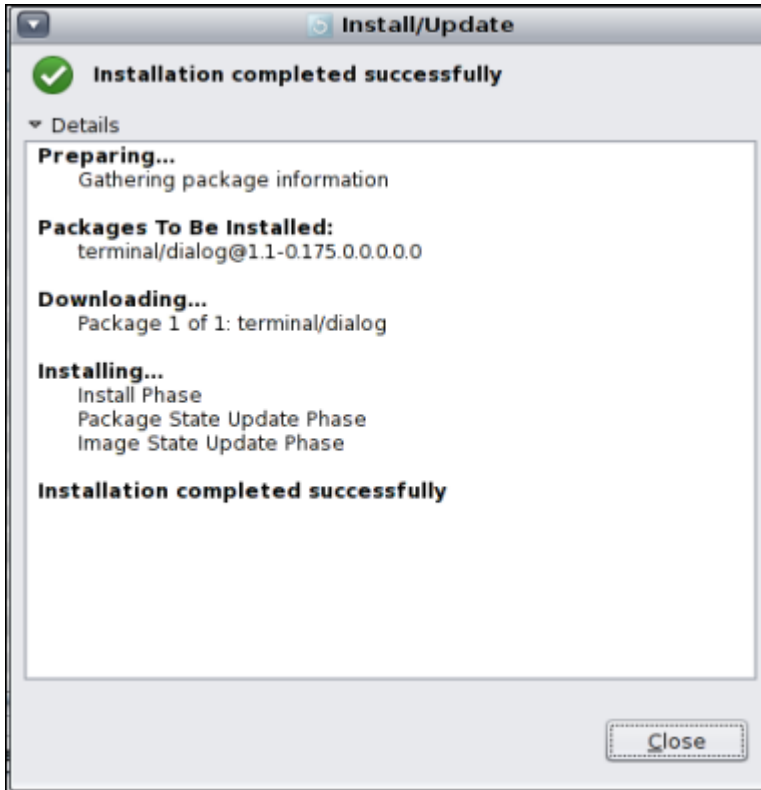 Install/Update
Installation completed successfully
Details
Preparing...
Gathering package information
Packages To Be Installed:
terminal/dialog@1.1-0.175.0.0.0.0.0
Downloading...
Package 1 of 1: terminal/dialog
Installing...
Install Phase
Package State Update Phase
Image State Update Phase
Installation completed successfully
Close